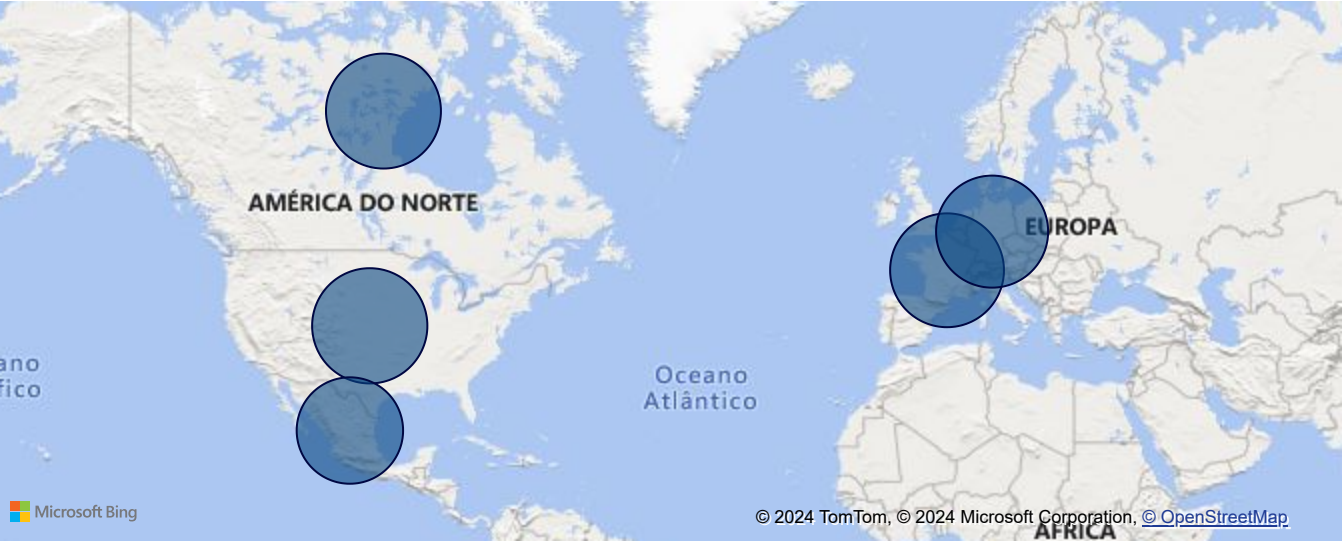 AMÉRICA DO NORTE
EUROPA
ano
fico
Oceano
Atlântico
Microsoft Bing
© 2024 TomTom, © 2024 Microsoft Corporation, © OpenStreetMap
ÁFRICA